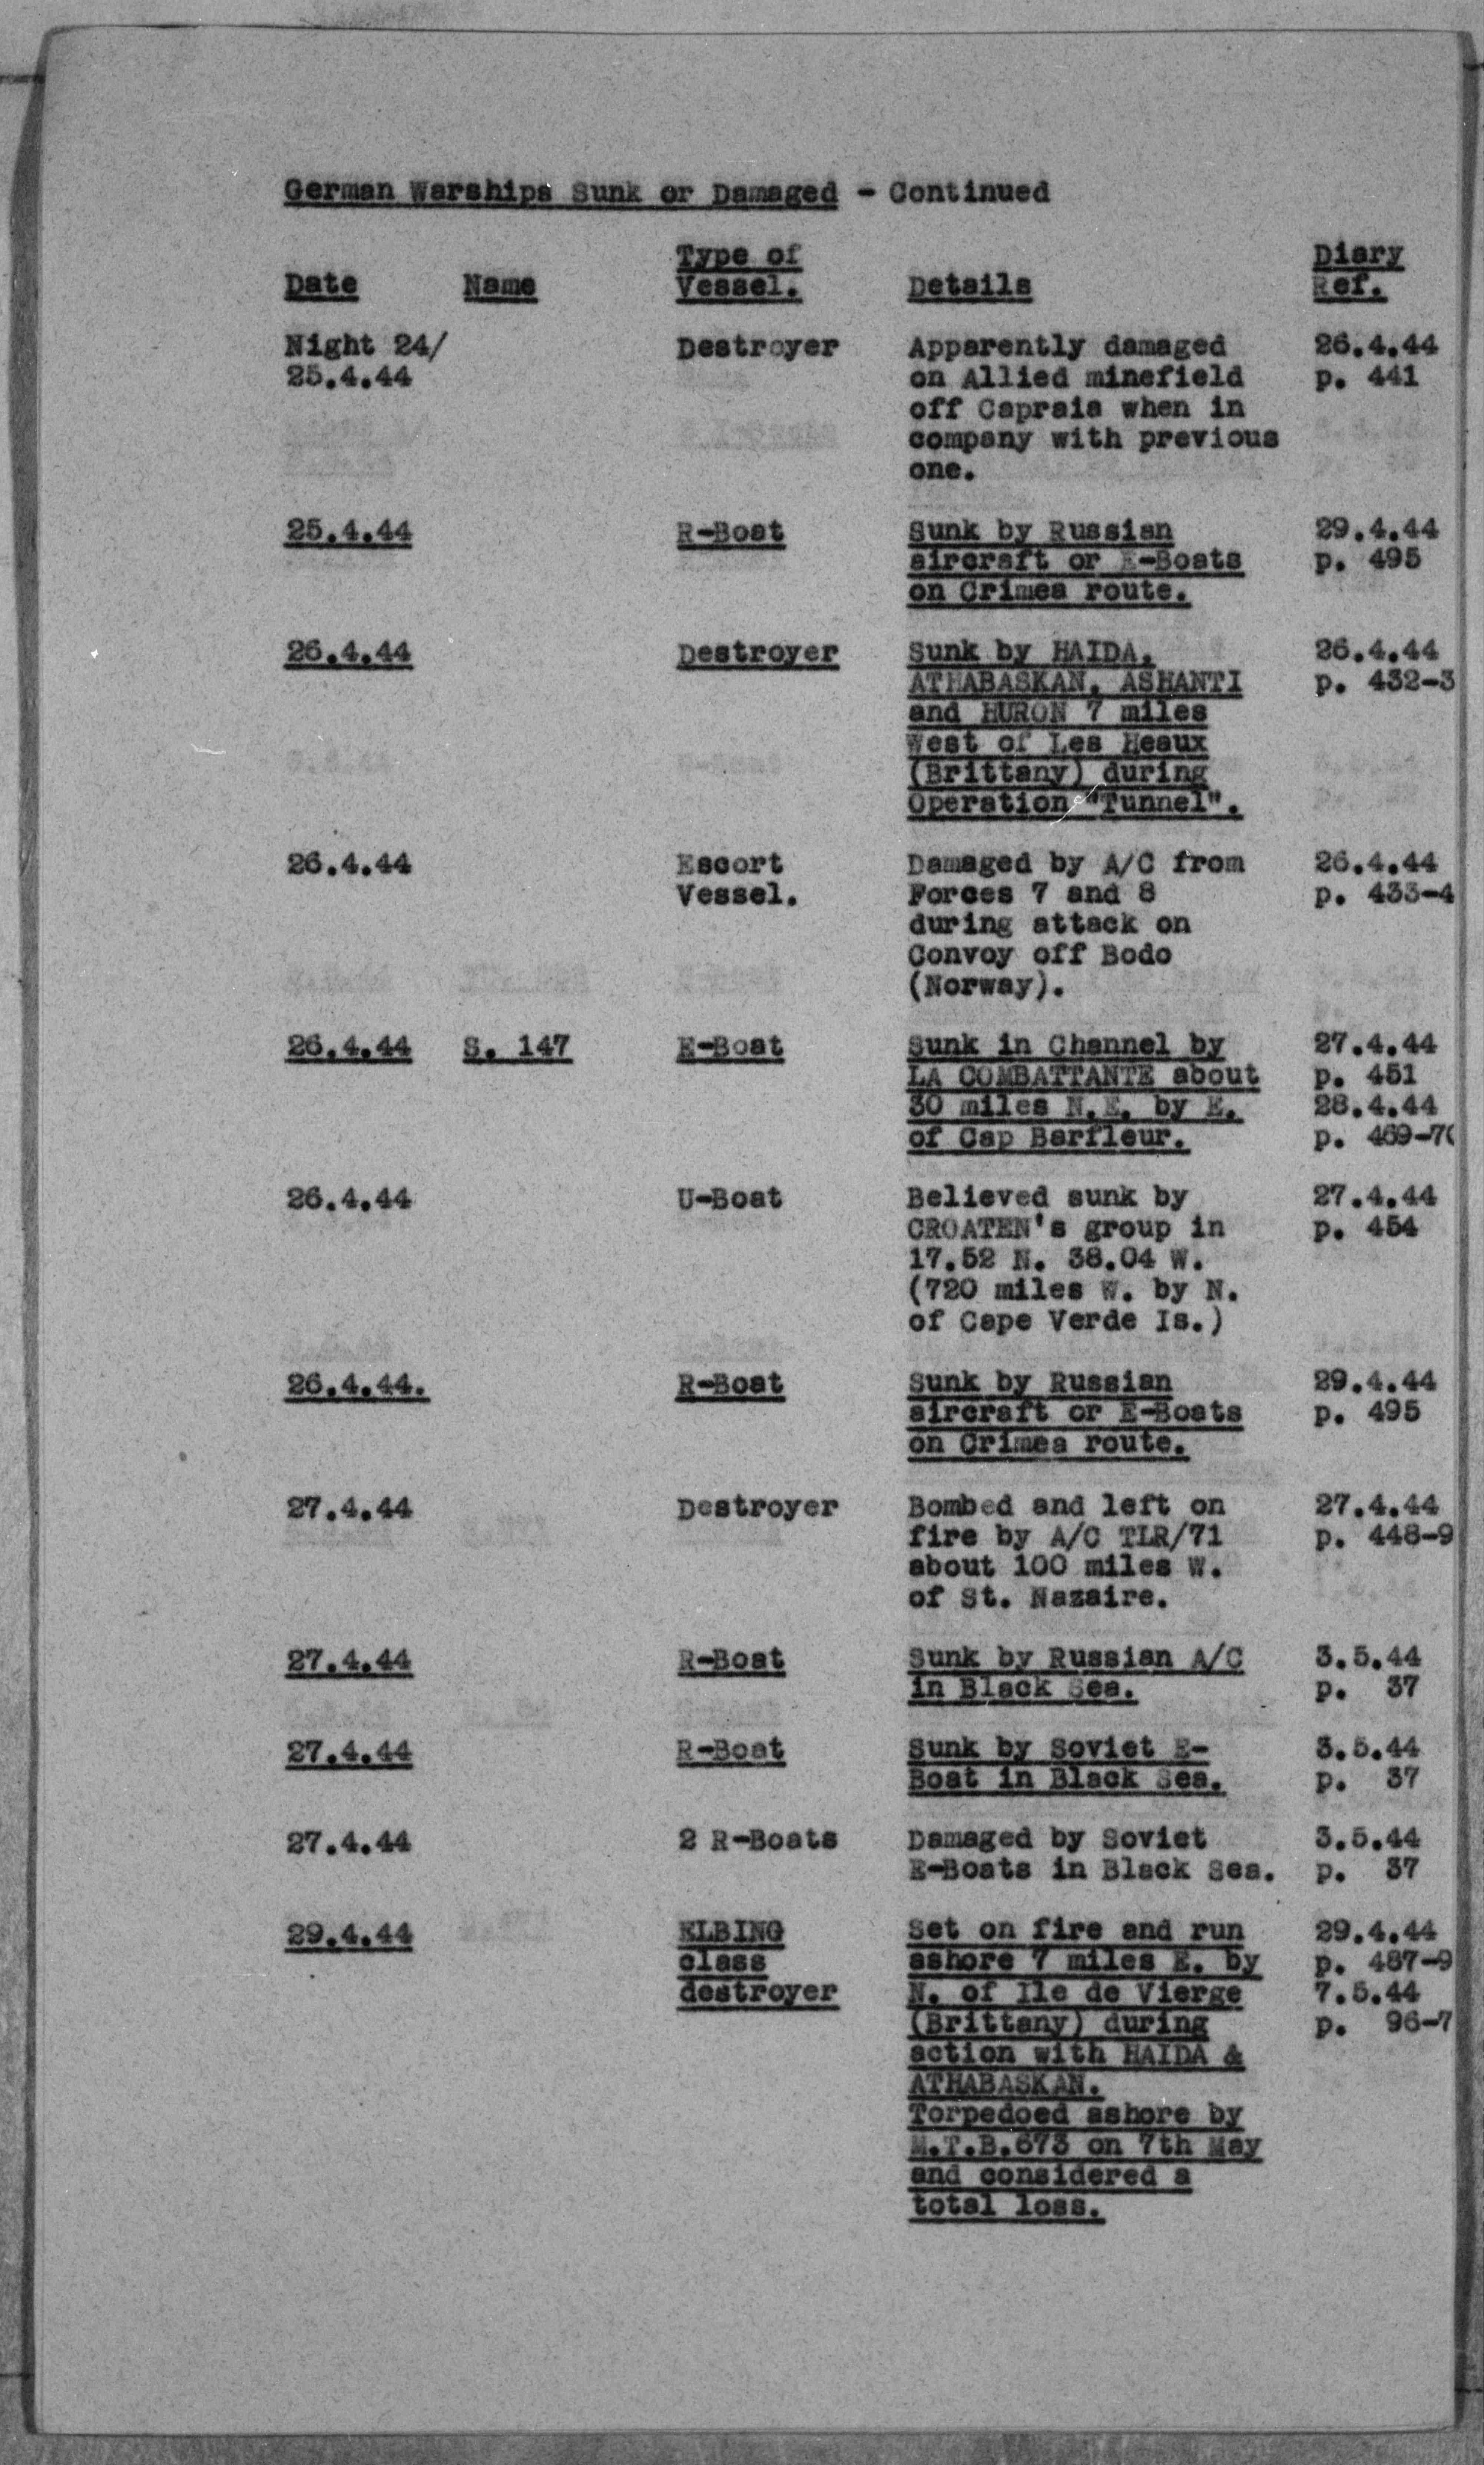 German Warships Sunk or Damaged - Continued
Date Name Type of Vessel. Details Diary Ref.
Night 24/ Destroyer Apparently damaged 26.4.44
25.4.44 on Allied minefield p. 441
off Capraia when in
company with previous
one.
25.4.44 R-Boat Sunk by Russian 29.4.44
aircraft or E-Boats p. 495
on Crimea route.
26.4.44 Destroyer Sunk by HAIDA, 26.4.44
ATHABASKAN, ASHANTI p. 432-3
and HURON 7 miles
West of Les Heaux
(Brittany) during
Operation "Tunnel".
26.4.44 Escort Damaged by A/C from 26.4.44
Vessel. Forces 7 and 8 p. 433-4
during attack on
Convoy off Bodo
(Norway).
26.4.44 S. 147 E-Boat Sunk in Channel by 27.4.44
LA COMBATTANTE about p. 451
30 miles N.E. by E. 28.4.44
of Cap Barfleur. p. 469-70
26.4.44 U-Boat Believed sunk by 27.4.44
CROATEN's group in p. 454
17.52 N. 38.04 W.
(720 miles W. by N.
of Cape Verde Is.)
26.4.44. R-Boat Sunk by Russian 29.4.44
aircraft or E-Boats p. 495
on Crimea route.
27.4.44 Destroyer Bombed and left on 27.4.44
fire by A/C TLR/71 p. 448-9
about 100 miles W.
of St. Nazaire.
27.4.44 R-Boat Sunk by Russian A/C 3.5.44
in Black Sea. p. 37
27.4.44 R-Boat Sunk by Soviet E- 3.5.44
Boat in Black Sea. p. 37
27.4.44 2 R-Boats Damaged by Soviet 3.5.44
E-Boats in Black Sea. p. 37
29.4.44 ELBING Set on fire and run 29.4.44
class ashore 7 miles E. by p. 487-9
destroyer N. of Ile de Vierge 7.5.44
(Brittany) during p. 96-7
action with HAIDA &
ATHABASKAN.
Torpedoed ashore by
M.T.B.673 on 7th May
and considered a
total loss.